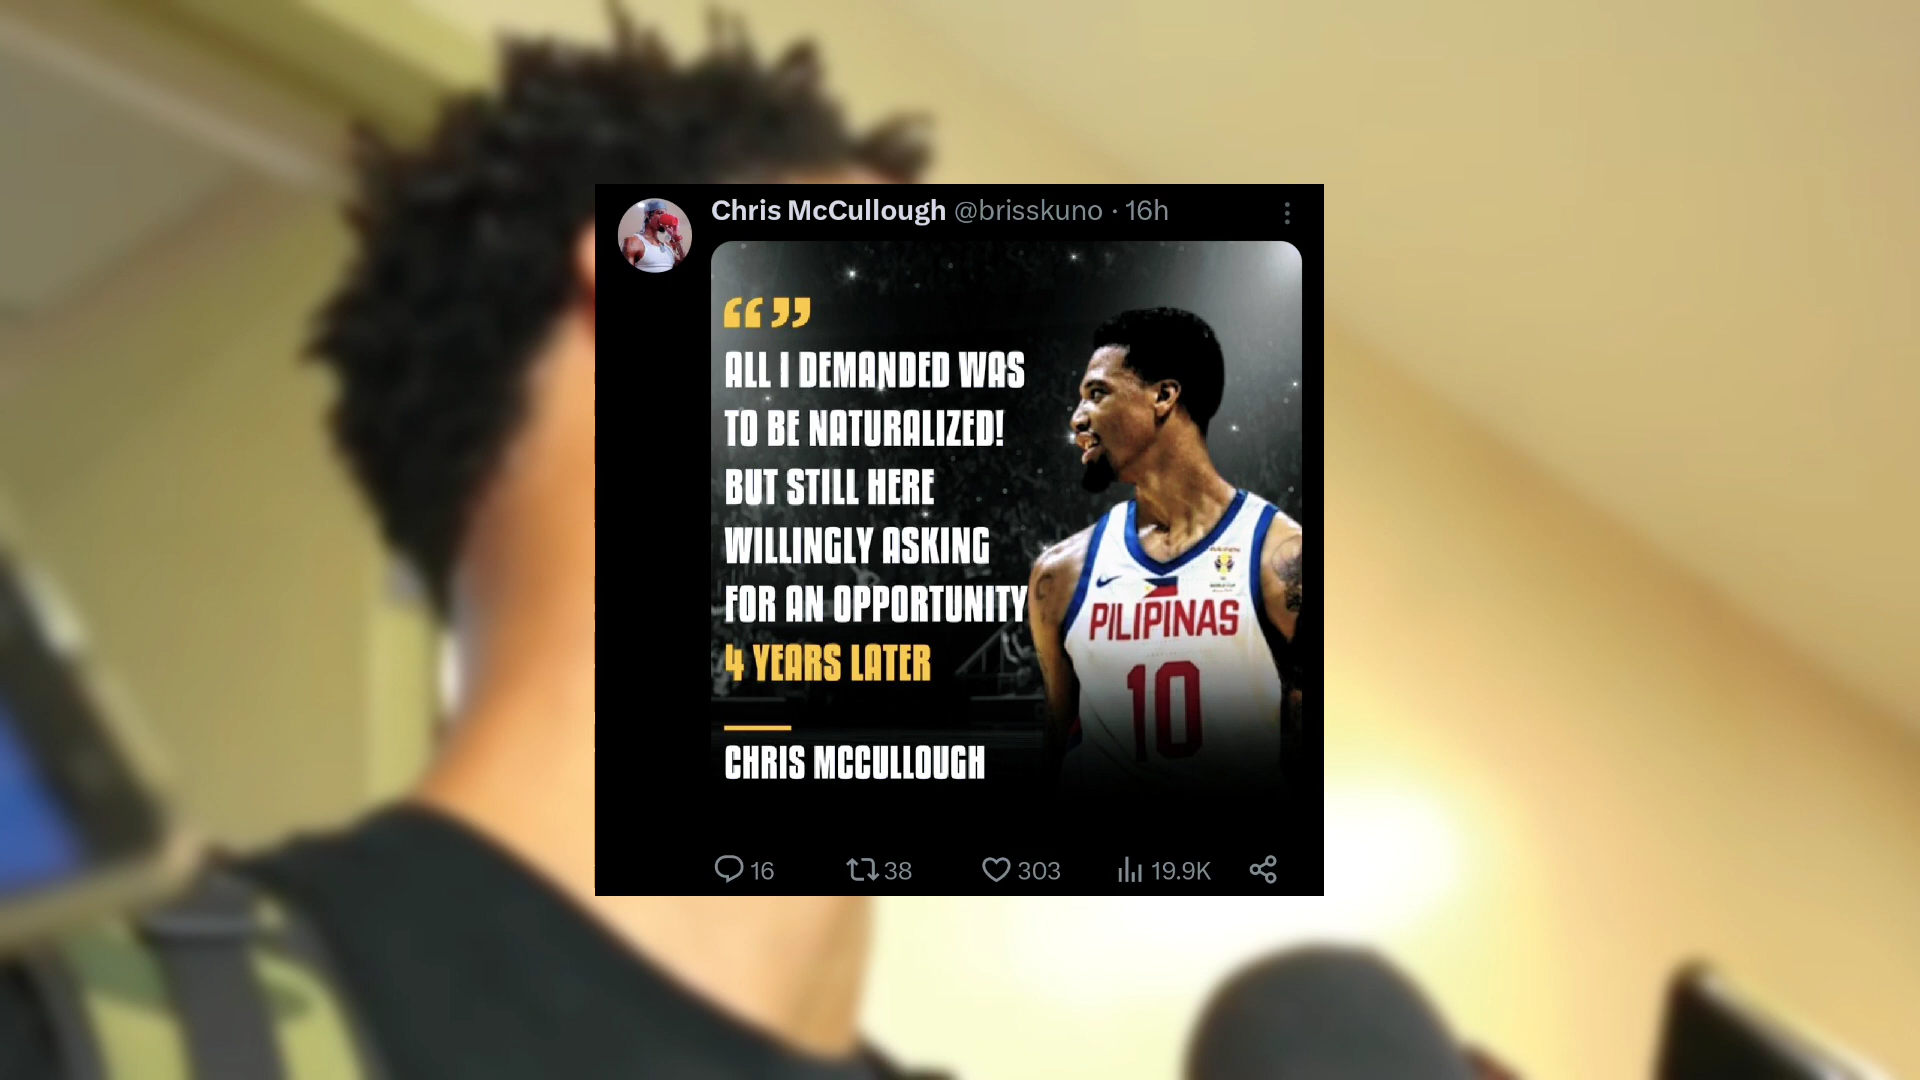 Chris McCullough @brisskuno · 16h
“”
ALL I DEMANDED WAS
TO BE NATURALIZED!
BUT STILL HERE
WILLINGLY ASKING
FOR AN OPPORTUNITY
4 YEARS LATER
CHRIS MCCULLOUGH
PILIPINAS
10
16 38 303 19.9K